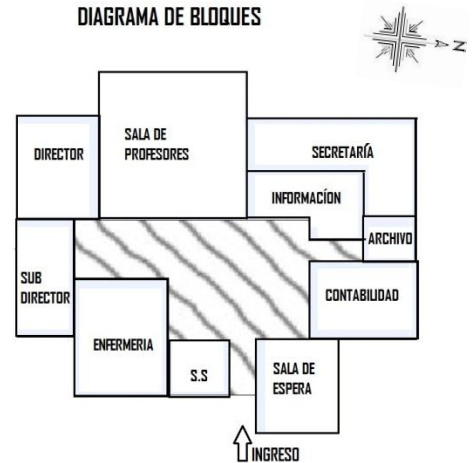 DIAGRAMA DE BLOQUES
N
SALA DE
PROFESORES
DIRECTOR
SECRETARÍA
INFORMACÍON
ARCHIVO
SUB
DIRECTOR
CONTABILIDAD
ENFERMERIA
S.S
SALA DE
ESPERA
INGRESO